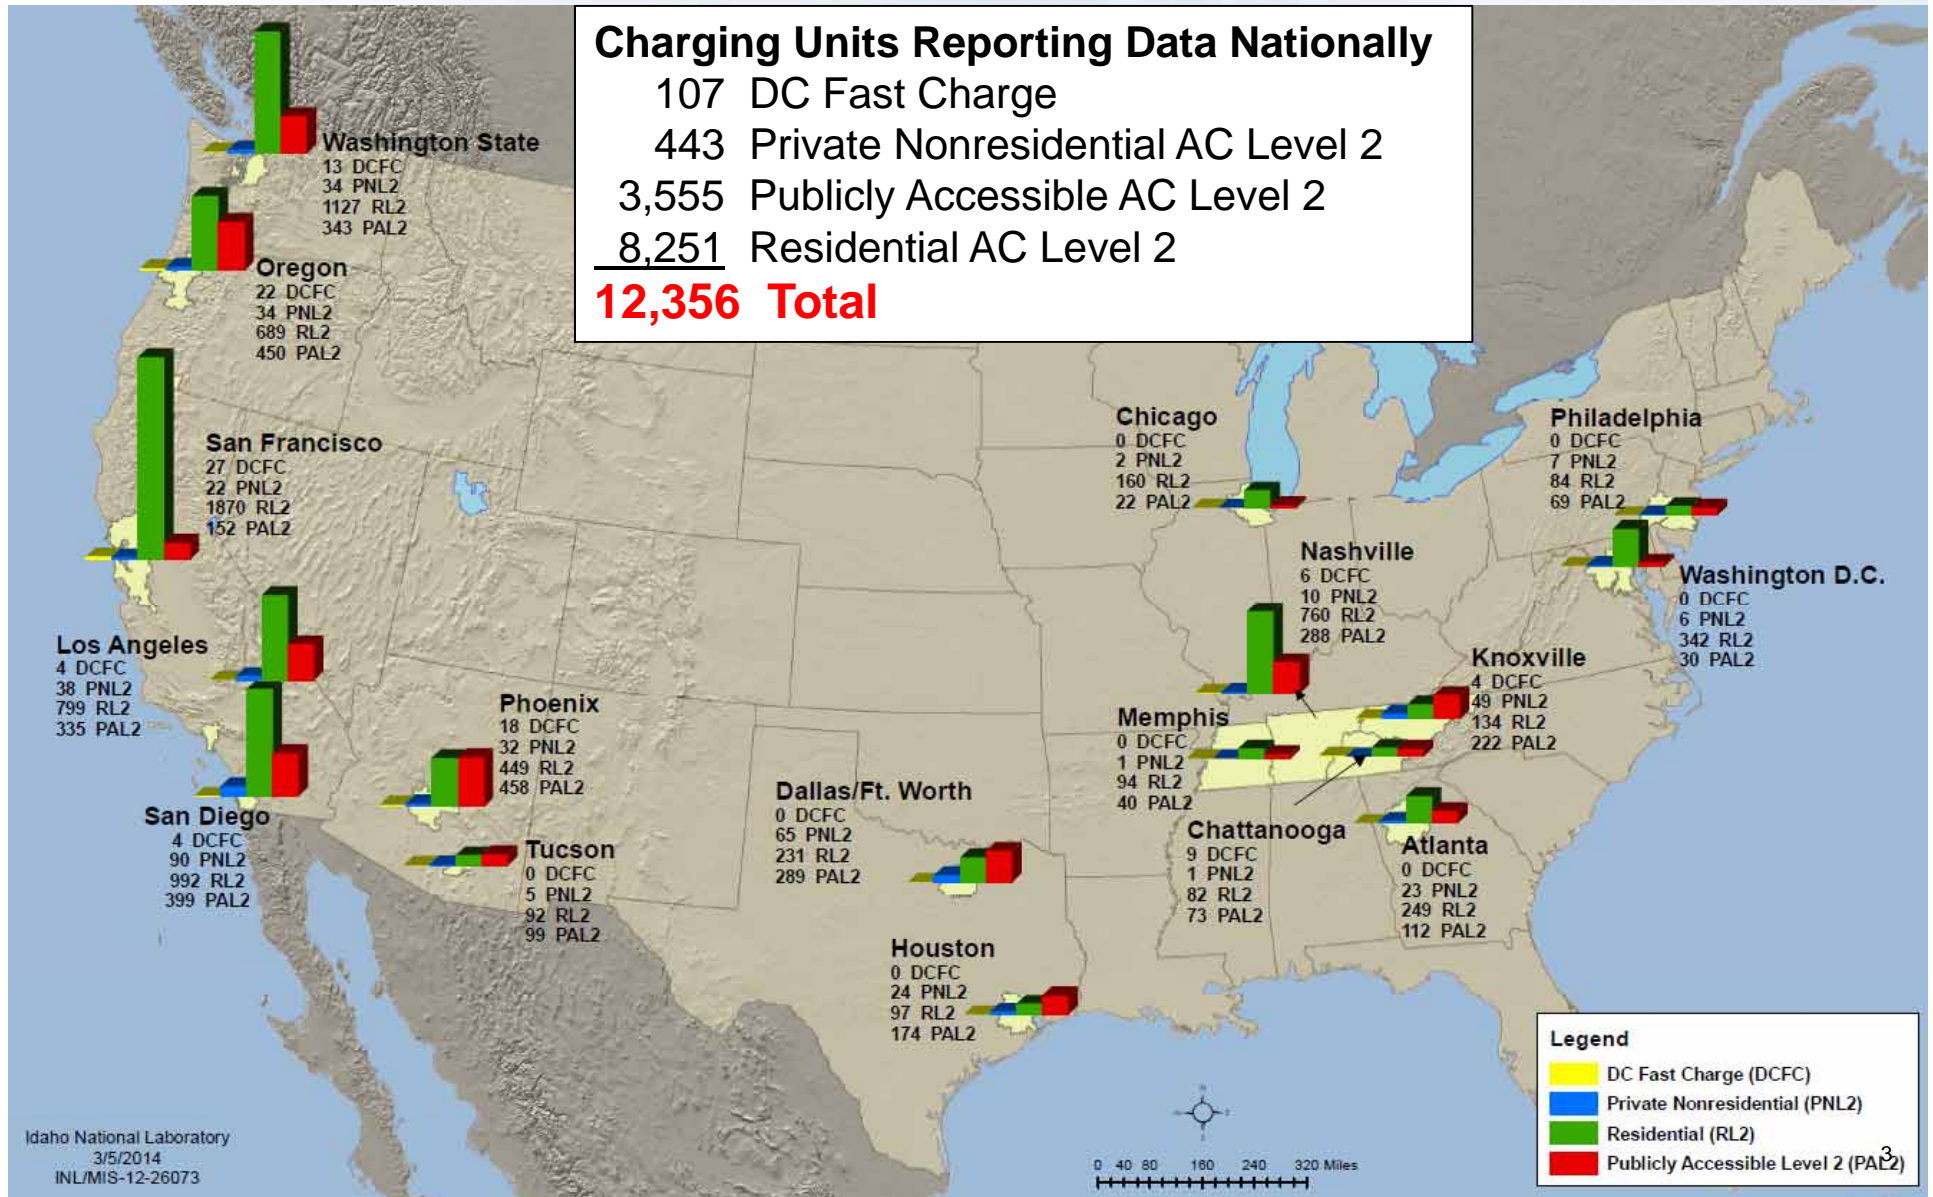 Charging Units Reporting Data Nationally
107 DC Fast Charge
443 Private Nonresidential AC Level 2
3,555 Publicly Accessible AC Level 2
8,251 Residential AC Level 2
12,356 Total
Washington State
13 DCFC
34 PNL2
1127 RL2
343 PAL2
Oregon
22 DCFC
34 PNL2
689 RL2
450 PAL2
San Francisco
27 DCFC
22 PNL2
1870 RL2
152 PAL2
Los Angeles
4 DCFC
38 PNL2
799 RL2
335 PAL2
San Diego
4 DCFC
90 PNL2
992 RL2
399 PAL2
Phoenix
18 DCFC
32 PNL2
449 RL2
458 PAL2
Tucson
0 DCFC
5 PNL2
92 RL2
99 PAL2
Dallas/Ft. Worth
0 DCFC
65 PNL2
231 RL2
289 PAL2
Houston
0 DCFC
24 PNL2
97 RL2
174 PAL2
Chicago
0 DCFC
2 PNL2
160 RL2
22 PAL2
Nashville
6 DCFC
10 PNL2
760 RL2
288 PAL2
Memphis
0 DCFC
1 PNL2
94 RL2
40 PAL2
Chattanooga
9 DCFC
1 PNL2
82 RL2
73 PAL2
Knoxville
4 DCFC
49 PNL2
134 RL2
222 PAL2
Atlanta
0 DCFC
23 PNL2
249 RL2
112 PAL2
Philadelphia
0 DCFC
7 PNL2
84 RL2
69 PAL2
Washington D.C.
0 DCFC
6 PNL2
342 RL2
30 PAL2
Legend
DC Fast Charge (DCFC)
Private Nonresidential (PNL2)
Residential (RL2)
Publicly Accessible Level 2 (PAL2)
3
0 40 80 160 240 320 Miles
Idaho National Laboratory
3/5/2014
INL/MIS-12-26073